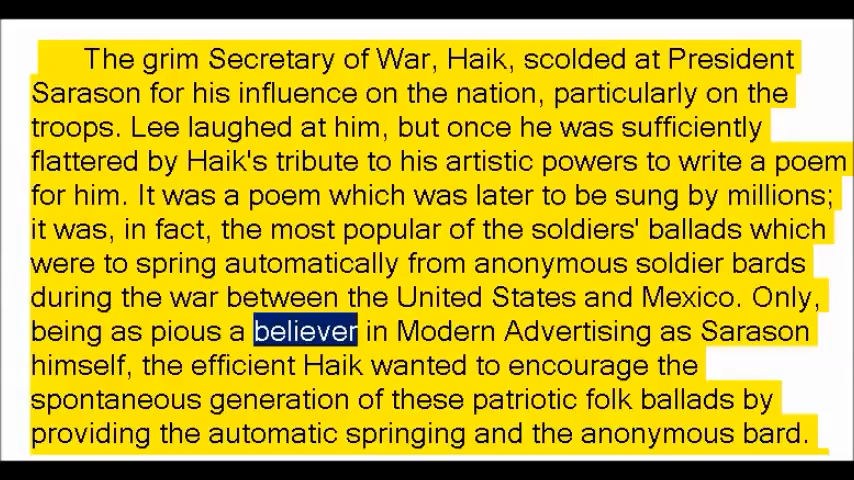 The grim Secretary of War, Haik, scolded at President
Sarason for his influence on the nation, particularly on the
troops. Lee laughed at him, but once he was sufficiently
flattered by Haik's tribute to his artistic powers to write a poem
for him. It was a poem which was later to be sung by millions;
it was, in fact, the most popular of the soldiers' ballads which
were to spring automatically from anonymous soldier bards
during the war between the United States and Mexico. Only,
being as pious a believer in Modern Advertising as Sarason
himself, the efficient Haik wanted to encourage the
spontaneous generation of these patriotic folk ballads by
providing the automatic springing and the anonymous bard.